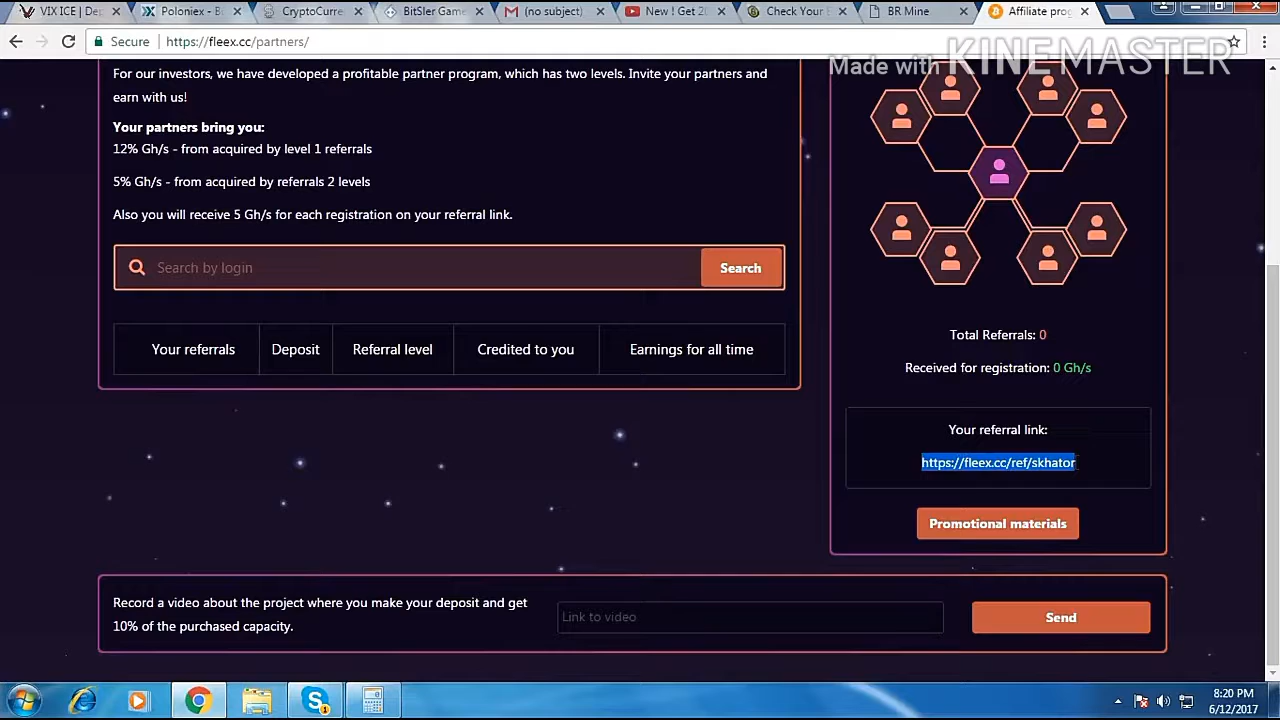 VIX ICE | Dep
Poloniex - B
CryptoCurre
BitSler Game
(no subject)
New ! Get 20
Check Your E
BR Mine
Affiliate prog
Secure
https://fleex.cc/partners/
Made with KINEMASTER
For our investors, we have developed a profitable partner program, which has two levels. Invite your partners and
earn with us!
Your partners bring you:
12% Gh/s - from acquired by level 1 referrals
5% Gh/s - from acquired by referrals 2 levels
Also you will receive 5 Gh/s for each registration on your referral link.
Search by login
Search
Your referrals
Deposit
Referral level
Credited to you
Earnings for all time
Total Referrals: 0
Received for registration: 0 Gh/s
Your referral link:
https://fleex.cc/ref/skhator
Promotional materials
Record a video about the project where you make your deposit and get
10% of the purchased capacity.
Link to video
Send
8:20 PM
6/12/2017